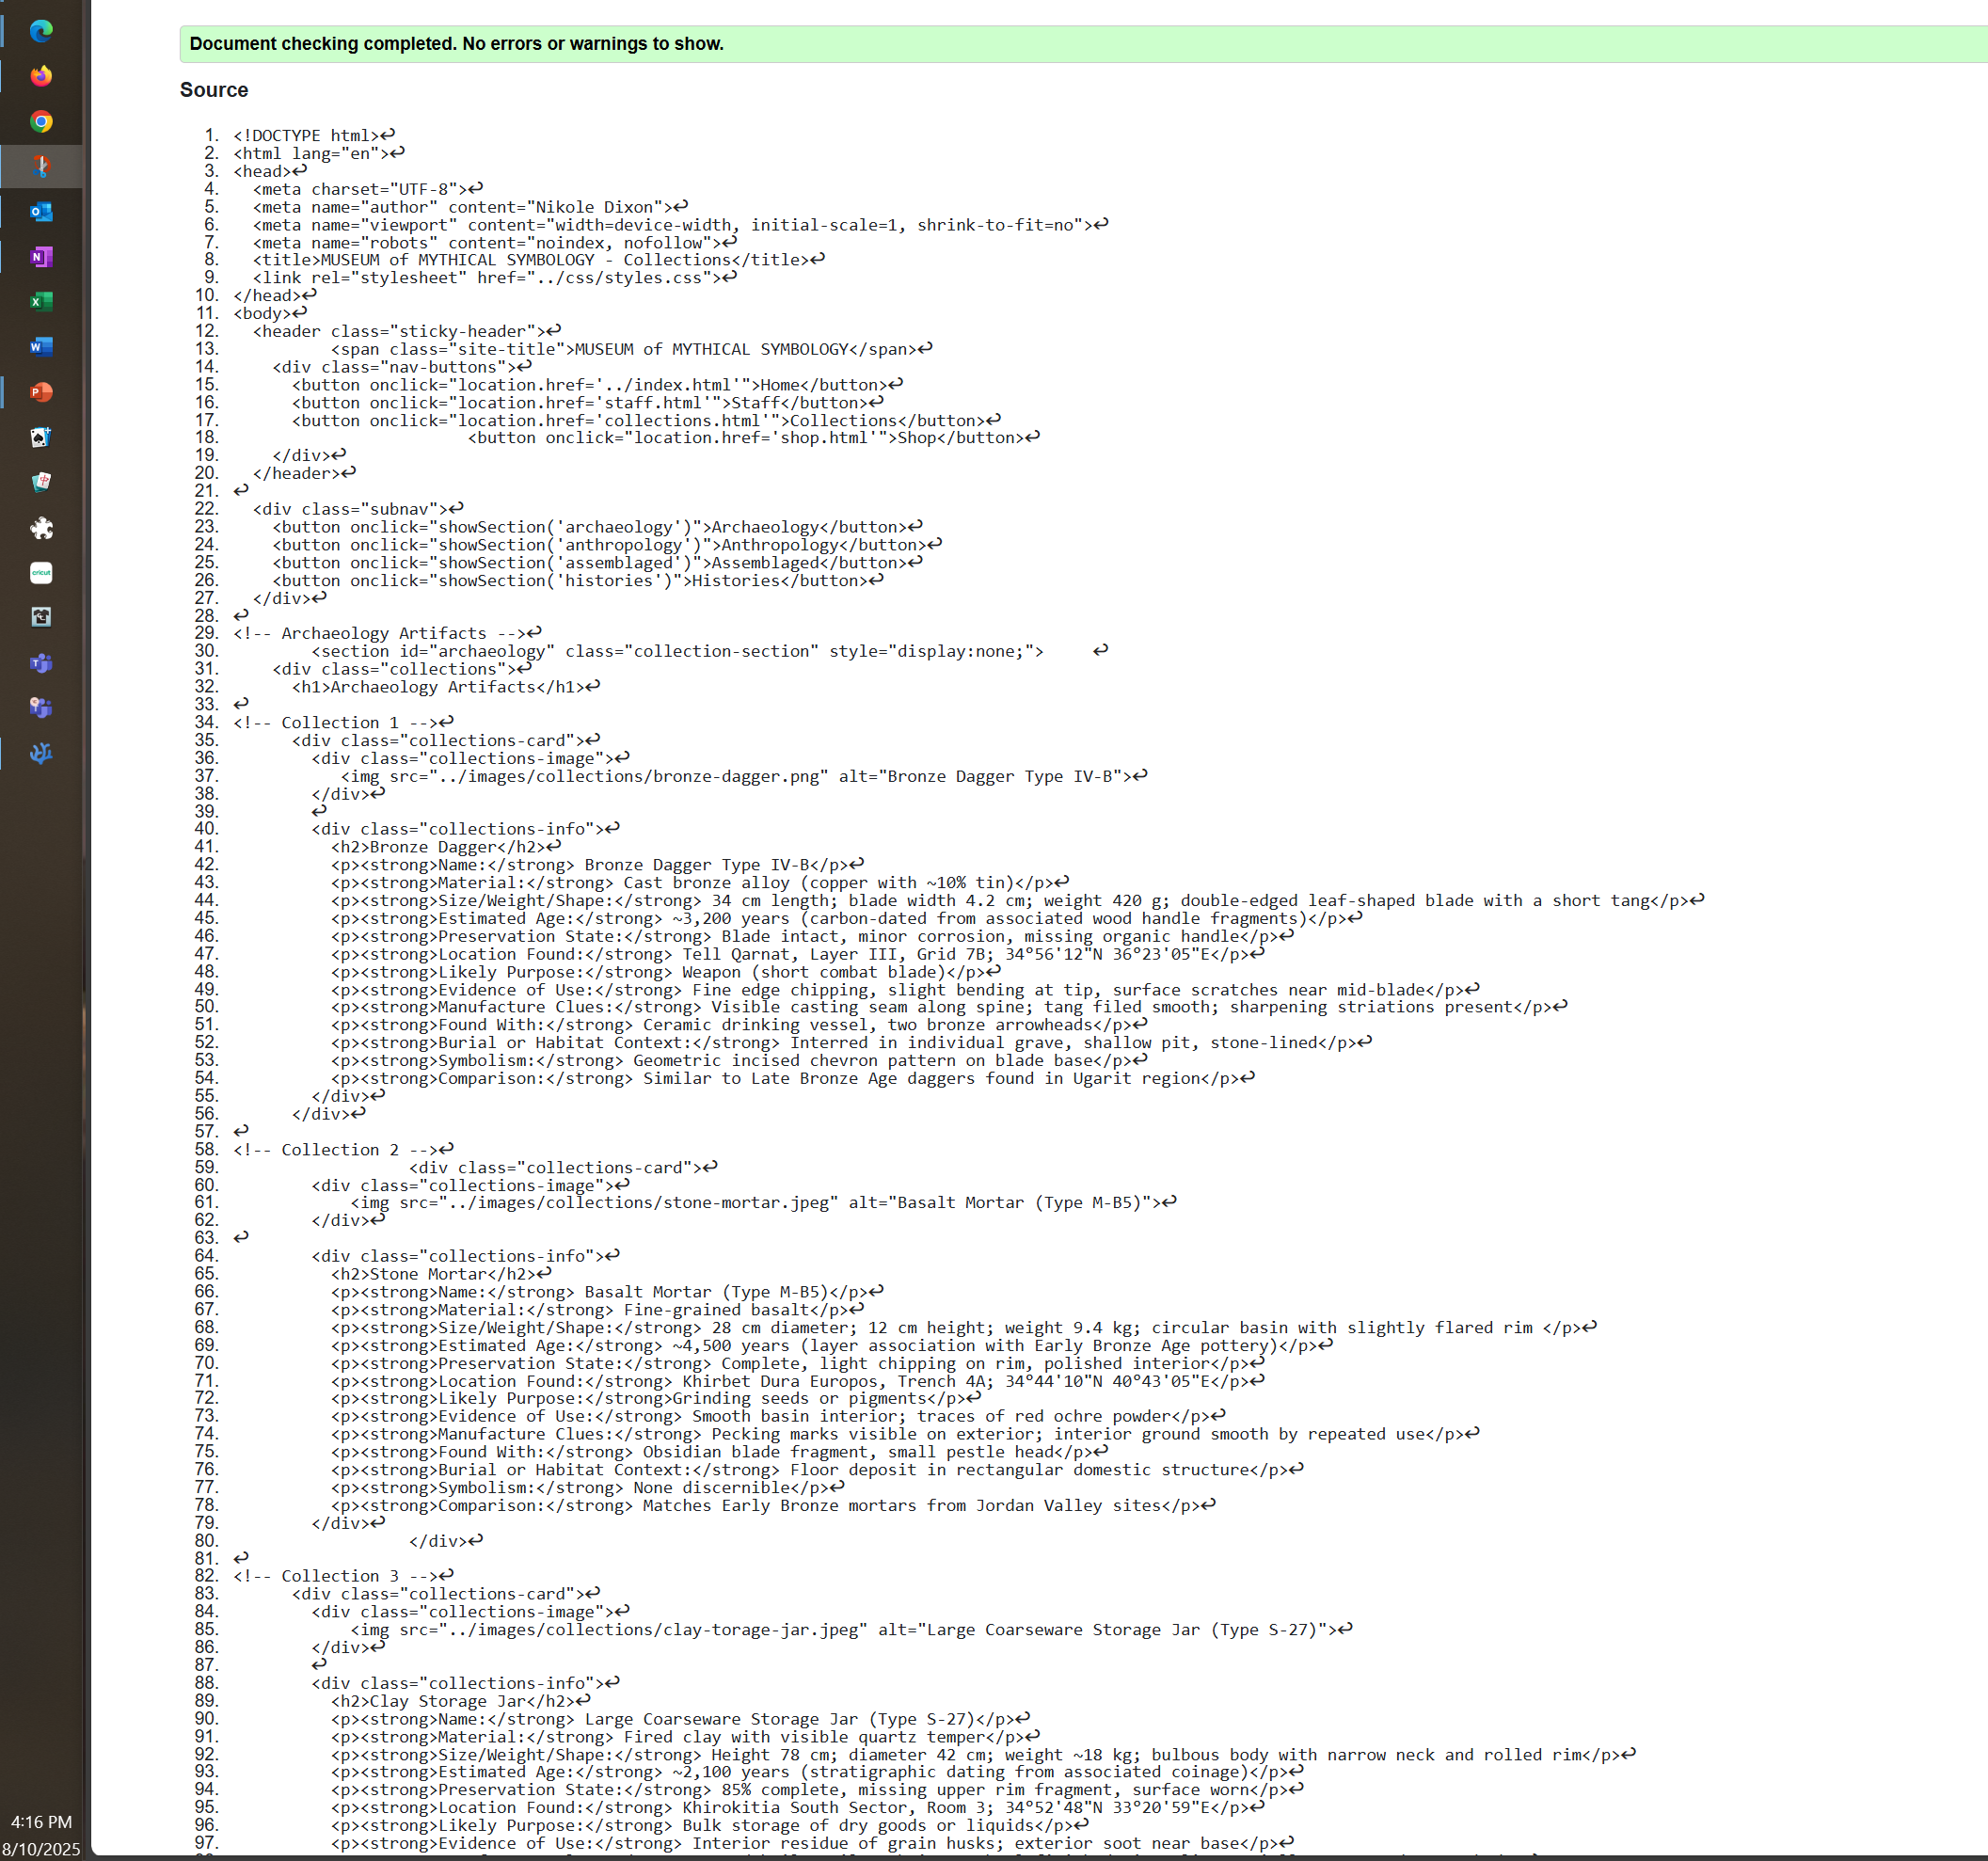 Document checking completed. No errors or warnings to show.
Source
1. <!DOCTYPE html>↩
2. <html lang="en">↩
3. <head>↩
4.   <meta charset="UTF-8">↩
5.   <meta name="author" content="Nikole Dixon">↩
6.   <meta name="viewport" content="width=device-width, initial-scale=1, shrink-to-fit=no">↩
7.   <meta name="robots" content="noindex, nofollow">↩
8.   <title>MUSEUM of MYTHICAL SYMBOLOGY - Collections</title>↩
9.   <link rel="stylesheet" href="../css/styles.css">↩
10. </head>↩
11. <body>↩
12.   <header class="sticky-header">↩
13.           <span class="site-title">MUSEUM of MYTHICAL SYMBOLOGY</span>↩
14.     <div class="nav-buttons">↩
15.       <button onclick="location.href='../index.html'">Home</button>↩
16.       <button onclick="location.href='staff.html'">Staff</button>↩
17.       <button onclick="location.href='collections.html'">Collections</button>↩
18.                         <button onclick="location.href='shop.html'">Shop</button>↩
19.     </div>↩
20.   </header>↩
21. ↩
22.   <div class="subnav">↩
23.     <button onclick="showSection('archaeology')">Archaeology</button>↩
24.     <button onclick="showSection('anthropology')">Anthropology</button>↩
25.     <button onclick="showSection('assemblaged')">Assemblaged</button>↩
26.     <button onclick="showSection('histories')">Histories</button>↩
27.   </div>↩
28. ↩
29. <!-- Archaeology Artifacts -->↩
30.         <section id="archaeology" class="collection-section" style="display:none;">     ↩
31.     <div class="collections">↩
32.       <h1>Archaeology Artifacts</h1>↩
33. ↩
34. <!-- Collection 1 -->↩
35.       <div class="collections-card">↩
36.         <div class="collections-image">↩
37.            <img src="../images/collections/bronze-dagger.png" alt="Bronze Dagger Type IV-B">↩
38.         </div>↩
39.         ↩
40.         <div class="collections-info">↩
41.           <h2>Bronze Dagger</h2>↩
42.           <p><strong>Name:</strong> Bronze Dagger Type IV-B</p>↩
43.           <p><strong>Material:</strong> Cast bronze alloy (copper with ~10% tin)</p>↩
44.           <p><strong>Size/Weight/Shape:</strong> 34 cm length; blade width 4.2 cm; weight 420 g; double-edged leaf-shaped blade with a short tang</p>↩
45.           <p><strong>Estimated Age:</strong> ~3,200 years (carbon-dated from associated wood handle fragments)</p>↩
46.           <p><strong>Preservation State:</strong> Blade intact, minor corrosion, missing organic handle</p>↩
47.           <p><strong>Location Found:</strong> Tell Qarnat, Layer III, Grid 7B; 34°56'12"N 36°23'05"E</p>↩
48.           <p><strong>Likely Purpose:</strong> Weapon (short combat blade)</p>↩
49.           <p><strong>Evidence of Use:</strong> Fine edge chipping, slight bending at tip, surface scratches near mid-blade</p>↩
50.           <p><strong>Manufacture Clues:</strong> Visible casting seam along spine; tang filed smooth; sharpening striations present</p>↩
51.           <p><strong>Found With:</strong> Ceramic drinking vessel, two bronze arrowheads</p>↩
52.           <p><strong>Burial or Habitat Context:</strong> Interred in individual grave, shallow pit, stone-lined</p>↩
53.           <p><strong>Symbolism:</strong> Geometric incised chevron pattern on blade base</p>↩
54.           <p><strong>Comparison:</strong> Similar to Late Bronze Age daggers found in Ugarit region</p>↩
55.         </div>↩
56.       </div>↩
57. ↩
58. <!-- Collection 2 -->↩
59.                   <div class="collections-card">↩
60.         <div class="collections-image">↩
61.             <img src="../images/collections/stone-mortar.jpeg" alt="Basalt Mortar (Type M-B5)">↩
62.         </div>↩
63. ↩
64.         <div class="collections-info">↩
65.           <h2>Stone Mortar</h2>↩
66.           <p><strong>Name:</strong> Basalt Mortar (Type M-B5)</p>↩
67.           <p><strong>Material:</strong> Fine-grained basalt</p>↩
68.           <p><strong>Size/Weight/Shape:</strong> 28 cm diameter; 12 cm height; weight 9.4 kg; circular basin with slightly flared rim </p>↩
69.           <p><strong>Estimated Age:</strong> ~4,500 years (layer association with Early Bronze Age pottery)</p>↩
70.           <p><strong>Preservation State:</strong> Complete, light chipping on rim, polished interior</p>↩
71.           <p><strong>Location Found:</strong> Khirbet Dura Europos, Trench 4A; 34°44'10"N 40°43'05"E</p>↩
72.           <p><strong>Likely Purpose:</strong>Grinding seeds or pigments</p>↩
73.           <p><strong>Evidence of Use:</strong> Smooth basin interior; traces of red ochre powder</p>↩
74.           <p><strong>Manufacture Clues:</strong> Pecking marks visible on exterior; interior ground smooth by repeated use</p>↩
75.           <p><strong>Found With:</strong> Obsidian blade fragment, small pestle head</p>↩
76.           <p><strong>Burial or Habitat Context:</strong> Floor deposit in rectangular domestic structure</p>↩
77.           <p><strong>Symbolism:</strong> None discernible</p>↩
78.           <p><strong>Comparison:</strong> Matches Early Bronze mortars from Jordan Valley sites</p>↩
79.         </div>↩
80.                   </div>↩
81. ↩
82. <!-- Collection 3 -->↩
83.       <div class="collections-card">↩
84.         <div class="collections-image">↩
85.             <img src="../images/collections/clay-torage-jar.jpeg" alt="Large Coarseware Storage Jar (Type S-27)">↩
86.         </div>↩
87.         ↩
88.         <div class="collections-info">↩
89.           <h2>Clay Storage Jar</h2>↩
90.           <p><strong>Name:</strong> Large Coarseware Storage Jar (Type S-27)</p>↩
91.           <p><strong>Material:</strong> Fired clay with visible quartz temper</p>↩
92.           <p><strong>Size/Weight/Shape:</strong> Height 78 cm; diameter 42 cm; weight ~18 kg; bulbous body with narrow neck and rolled rim</p>↩
93.           <p><strong>Estimated Age:</strong> ~2,100 years (stratigraphic dating from associated coinage)</p>↩
94.           <p><strong>Preservation State:</strong> 85% complete, missing upper rim fragment, surface worn</p>↩
95.           <p><strong>Location Found:</strong> Khirokitia South Sector, Room 3; 34°52'48"N 33°20'59"E</p>↩
96.           <p><strong>Likely Purpose:</strong> Bulk storage of dry goods or liquids</p>↩
97.           <p><strong>Evidence of Use:</strong> Interior residue of grain husks; exterior soot near base</p>↩
cricut
4:16 PM
8/10/2025